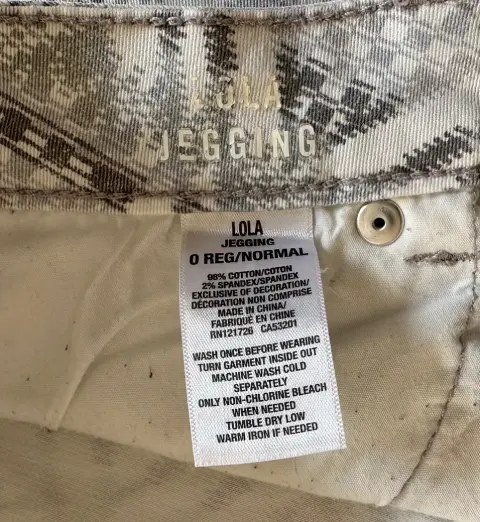 LOLA
JEGGING
LOLA
JEGGING
0 REG/NORMAL
98% COTTON/COTON
2% SPANDEX/SPANDEX
EXCLUSIVE OF DECORATION/
DÉCORATION NON COMPRISE
MADE IN CHINA/
FABRIQUÉ EN CHINE
RN121726 CA53201
WASH ONCE BEFORE WEARING
TURN GARMENT INSIDE OUT
MACHINE WASH COLD
SEPARATELY
ONLY NON-CHLORINE BLEACH
WHEN NEEDED
TUMBLE DRY LOW
WARM IRON IF NEEDED